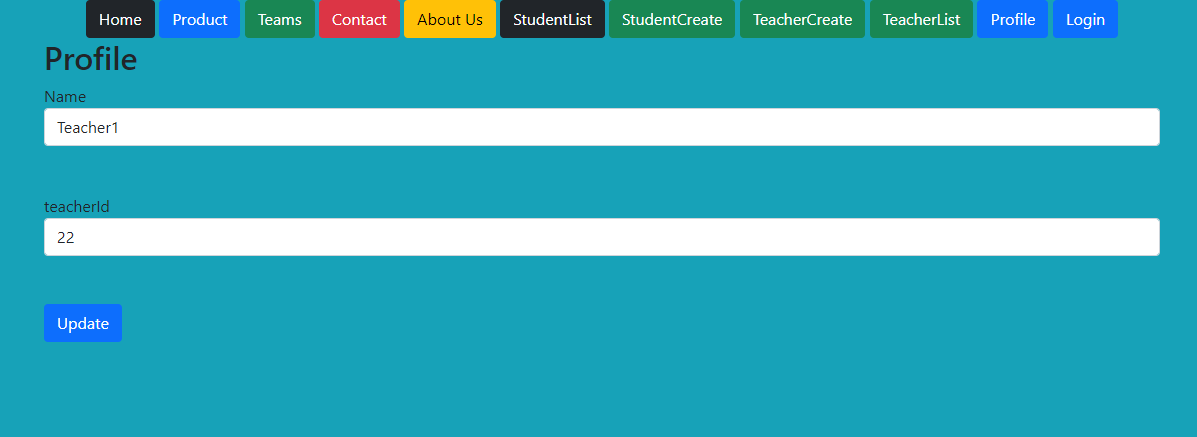 Home Product Teams Contact About Us StudentList StudentCreate TeacherCreate TeacherList Profile Login
Profile
Name
Teacher1
teacherId
22
Update